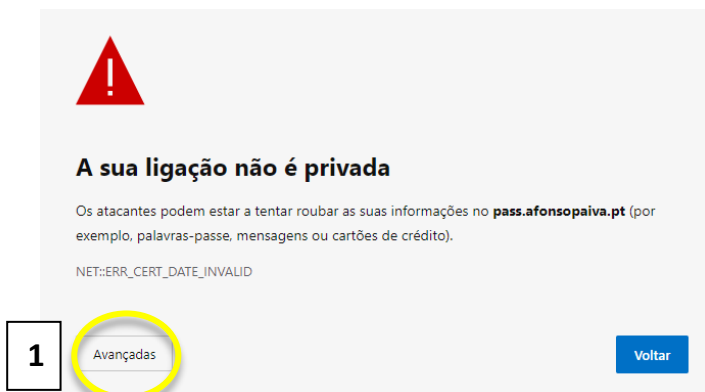 !
A sua ligação não é privada
Os atacantes podem estar a tentar roubar as suas informações no pass.afonsopaiva.pt (por
exemplo, palavras-passe, mensagens ou cartões de crédito).
NET::ERR_CERT_DATE_INVALID
1 Avançadas Voltar